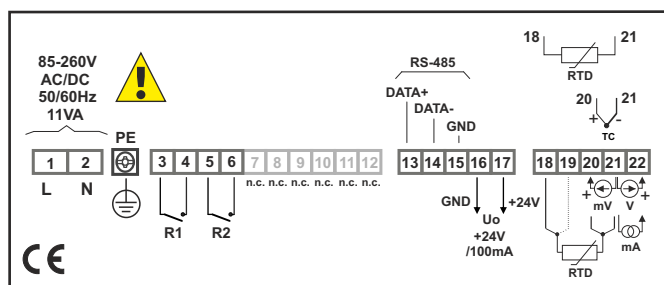 85-260V
AC/DC
50/60Hz
11VA
PE
1 2
L N
3 4 5 6 7 8 9 10 11 12
n.c. n.c. n.c. n.c. n.c. n.c.
R1 R2
RS-485
DATA+
DATA-
GND
13 14 15 16 17
GND
+24V
Uo
+24V
/100mA
18 21
RTD
20 21
+ -
TC
18 19 20 21 22
+ +
mV V
mA
RTD
CE